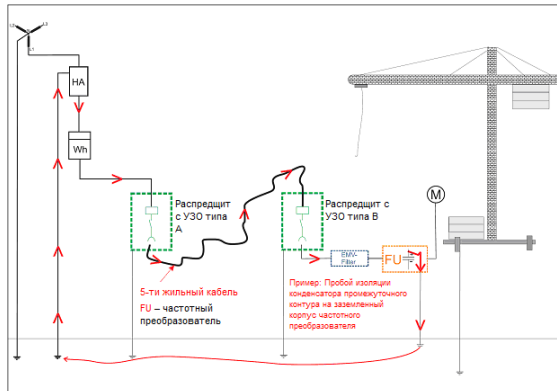 L3
L2
L1
HA
Wh
Распредщит
с УЗО типа
A
Распредщит с
УЗО типа B
M
EMV-
Filter
FU
5-ти жильный кабель
FU – частотный
преобразователь
Пример: Пробой изоляции
конденсатора промежуточного
контура на заземленный
корпус частотного
преобразователя